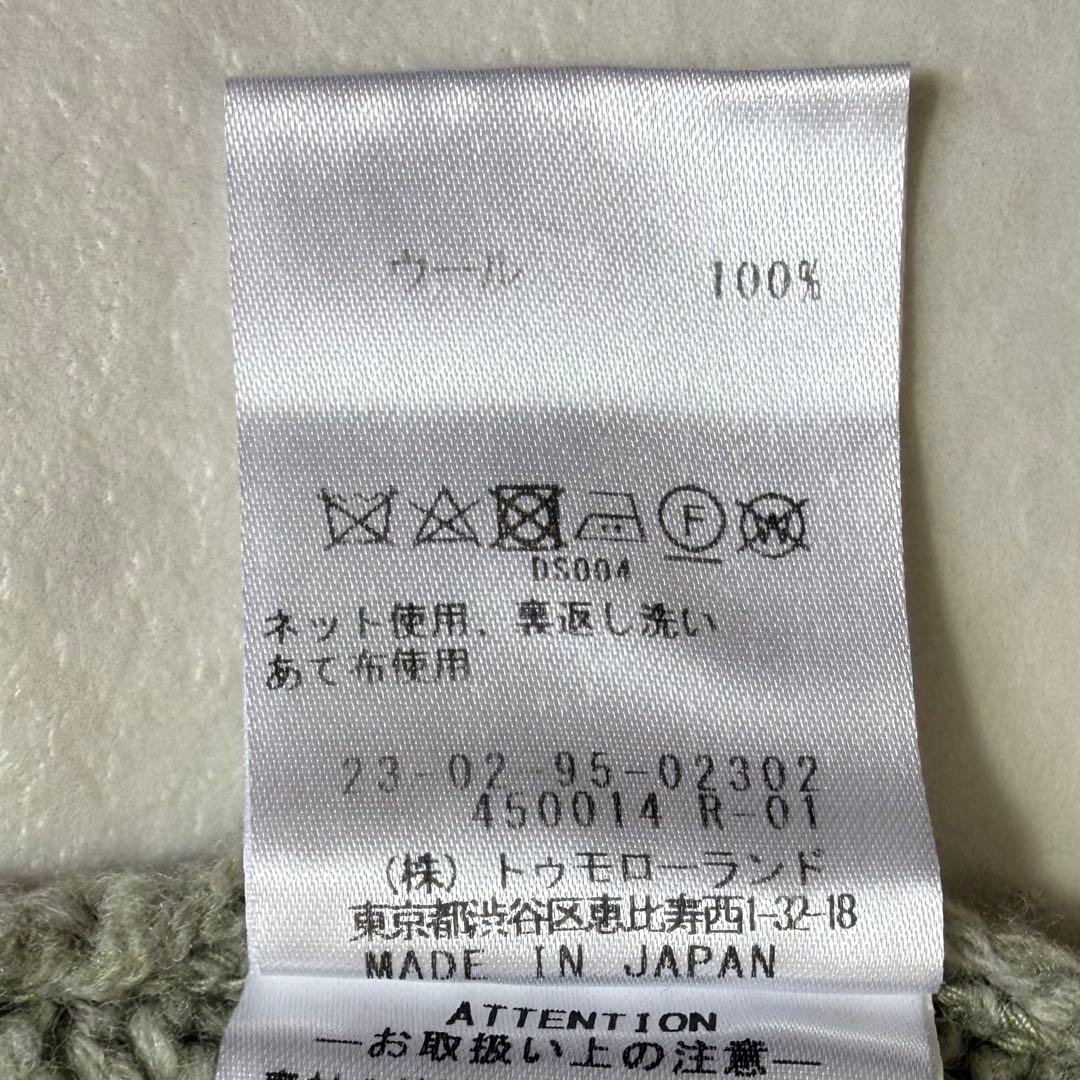 ウール 100%
F W
DS004
ネット使用、裏返し洗い
あて布使用
23-02-95-02302
450014 R-01
(株)トゥモローランド
東京都渋谷区恵比寿西1-32-18
MADE IN JAPAN
ATTENTION
—お取扱い上の注意—